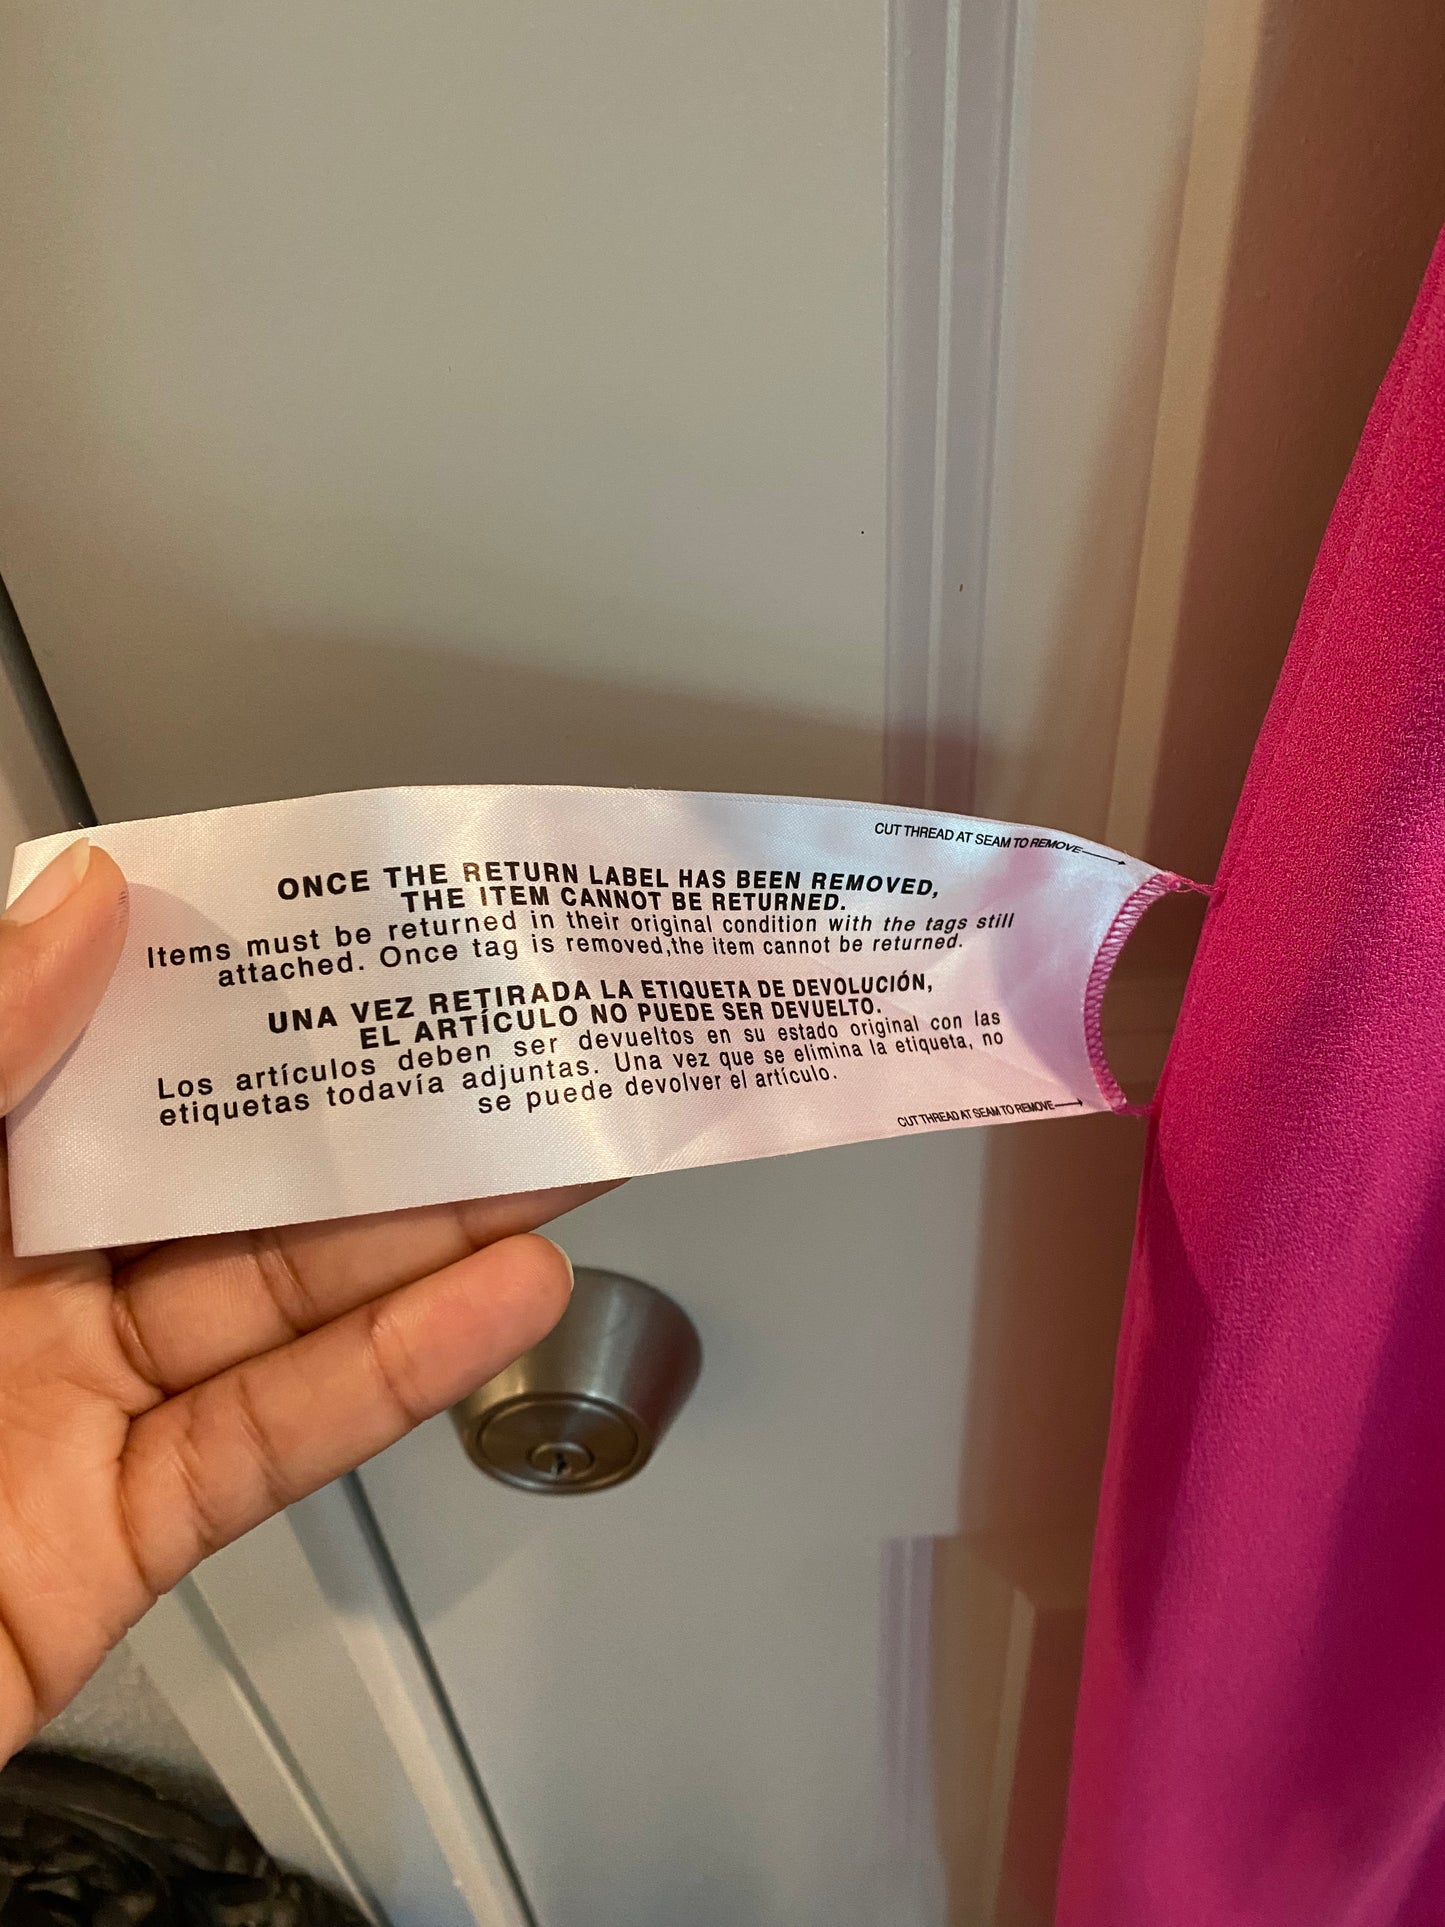 CUT THREAD AT SEAM TO REMOVE
ONCE THE RETURN LABEL HAS BEEN REMOVED,
THE ITEM CANNOT BE RETURNED.
Items must be returned in their original condition with the tags still
attached. Once tag is removed,the item cannot be returned.
UNA VEZ RETIRADA LA ETIQUETA DE DEVOLUCIÓN,
EL ARTÍCULO NO PUEDE SER DEVUELTO.
Los artículos deben ser devueltos en su estado original con las
etiquetas todavía adjuntas. Una vez que se elimina la etiqueta, no
se puede devolver el artículo.
CUT THREAD AT SEAM TO REMOVE